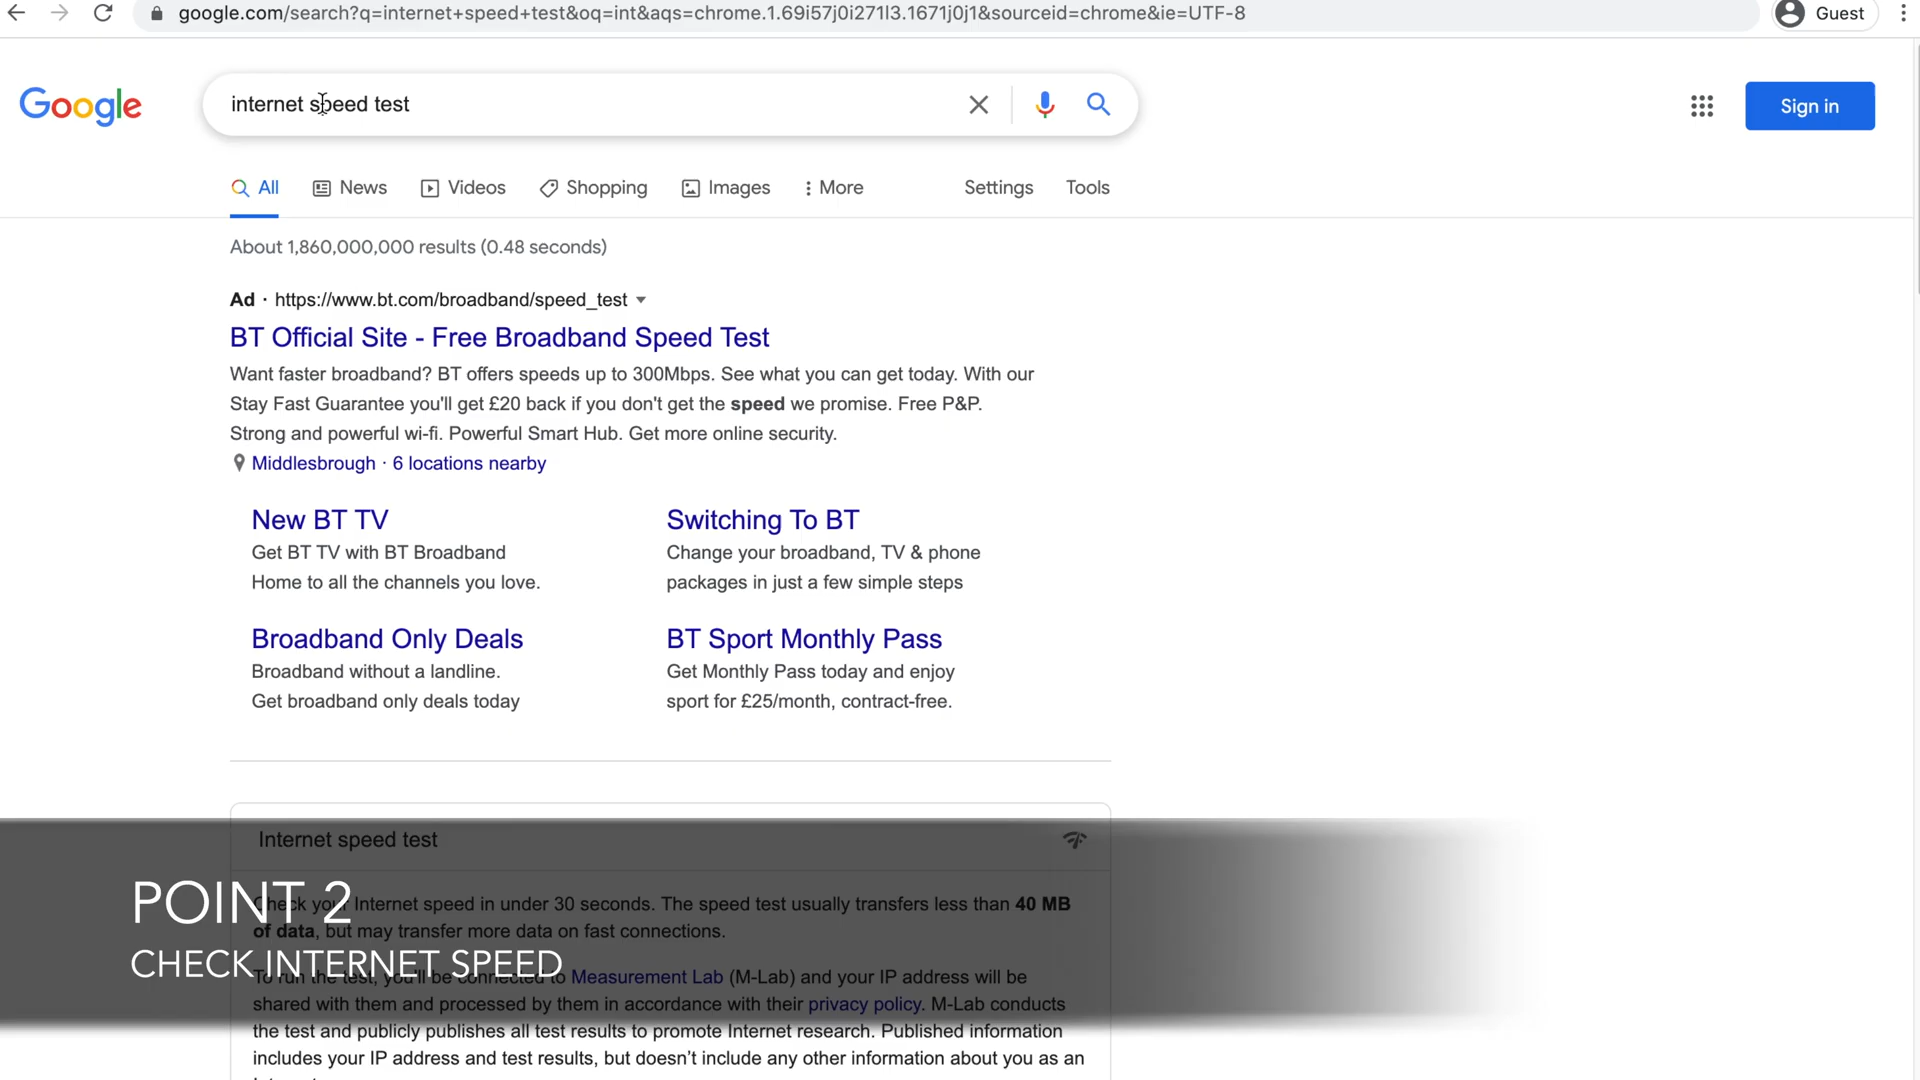 google.com/search?q=internet+speed+test&oq=int&aqs=chrome.1.69i57j0i271l3.1671j0j1&sourceid=chrome&ie=UTF-8
Guest
Google
internet speed test
Sign in
All
News
Videos
Shopping
Images
More
Settings
Tools
About 1,860,000,000 results (0.48 seconds)
Ad · https://www.bt.com/broadband/speed_test
BT Official Site - Free Broadband Speed Test
Want faster broadband? BT offers speeds up to 300Mbps. See what you can get today. With our
Stay Fast Guarantee you'll get £20 back if you don't get the speed we promise. Free P&P.
Strong and powerful wi-fi. Powerful Smart Hub. Get more online security.
Middlesbrough · 6 locations nearby
New BT TV
Get BT TV with BT Broadband
Home to all the channels you love.
Switching To BT
Change your broadband, TV & phone
packages in just a few simple steps
Broadband Only Deals
Broadband without a landline.
Get broadband only deals today
BT Sport Monthly Pass
Get Monthly Pass today and enjoy
sport for £25/month, contract-free.
Internet speed test
POINT 2
Check your Internet speed in under 30 seconds. The speed test usually transfers less than 40 MB
of data, but may transfer more data on fast connections.
CHECK INTERNET SPEED
To run the test, you'll be connected to Measurement Lab (M-Lab) and your IP address will be
shared with them and processed by them in accordance with their privacy policy. M-Lab conducts
the test and publicly publishes all test results to promote Internet research. Published information
includes your IP address and test results, but doesn't include any other information about you as an